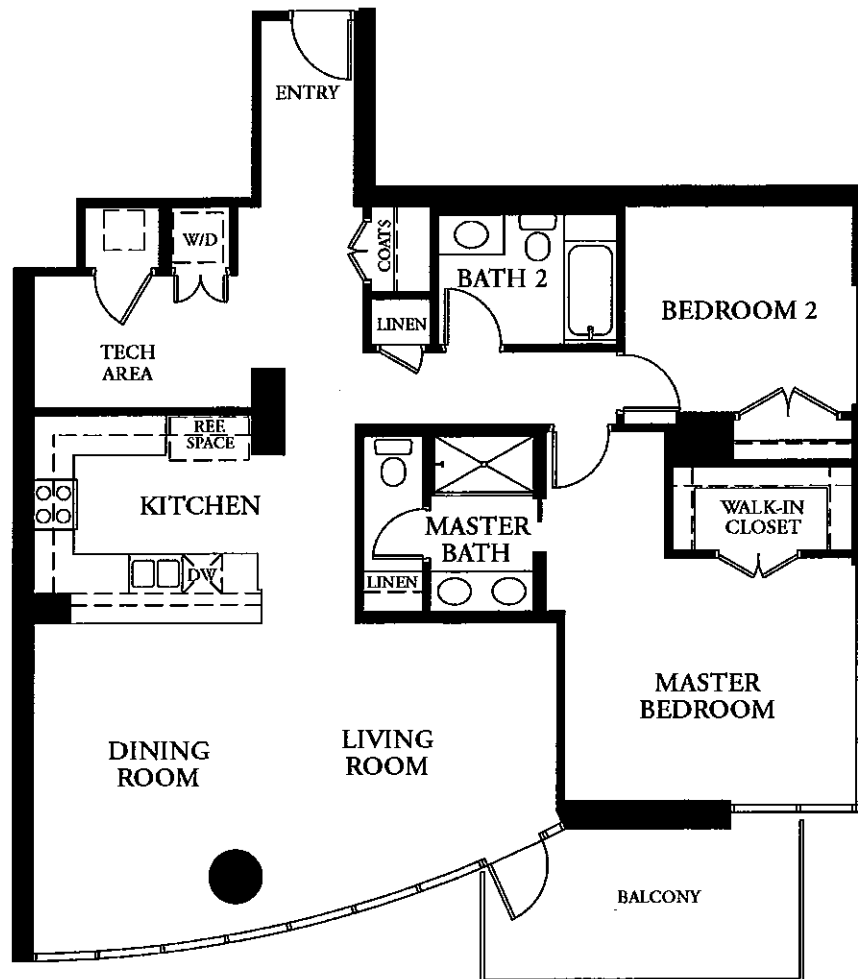 ENTRY
W/D
COATS
BATH 2
BEDROOM 2
LINEN
TECH
AREA
REF.
SPACE
KITCHEN
MASTER
BATH
WALK-IN
CLOSET
DW
LINEN
MASTER
BEDROOM
LIVING
ROOM
DINING
ROOM
BALCONY